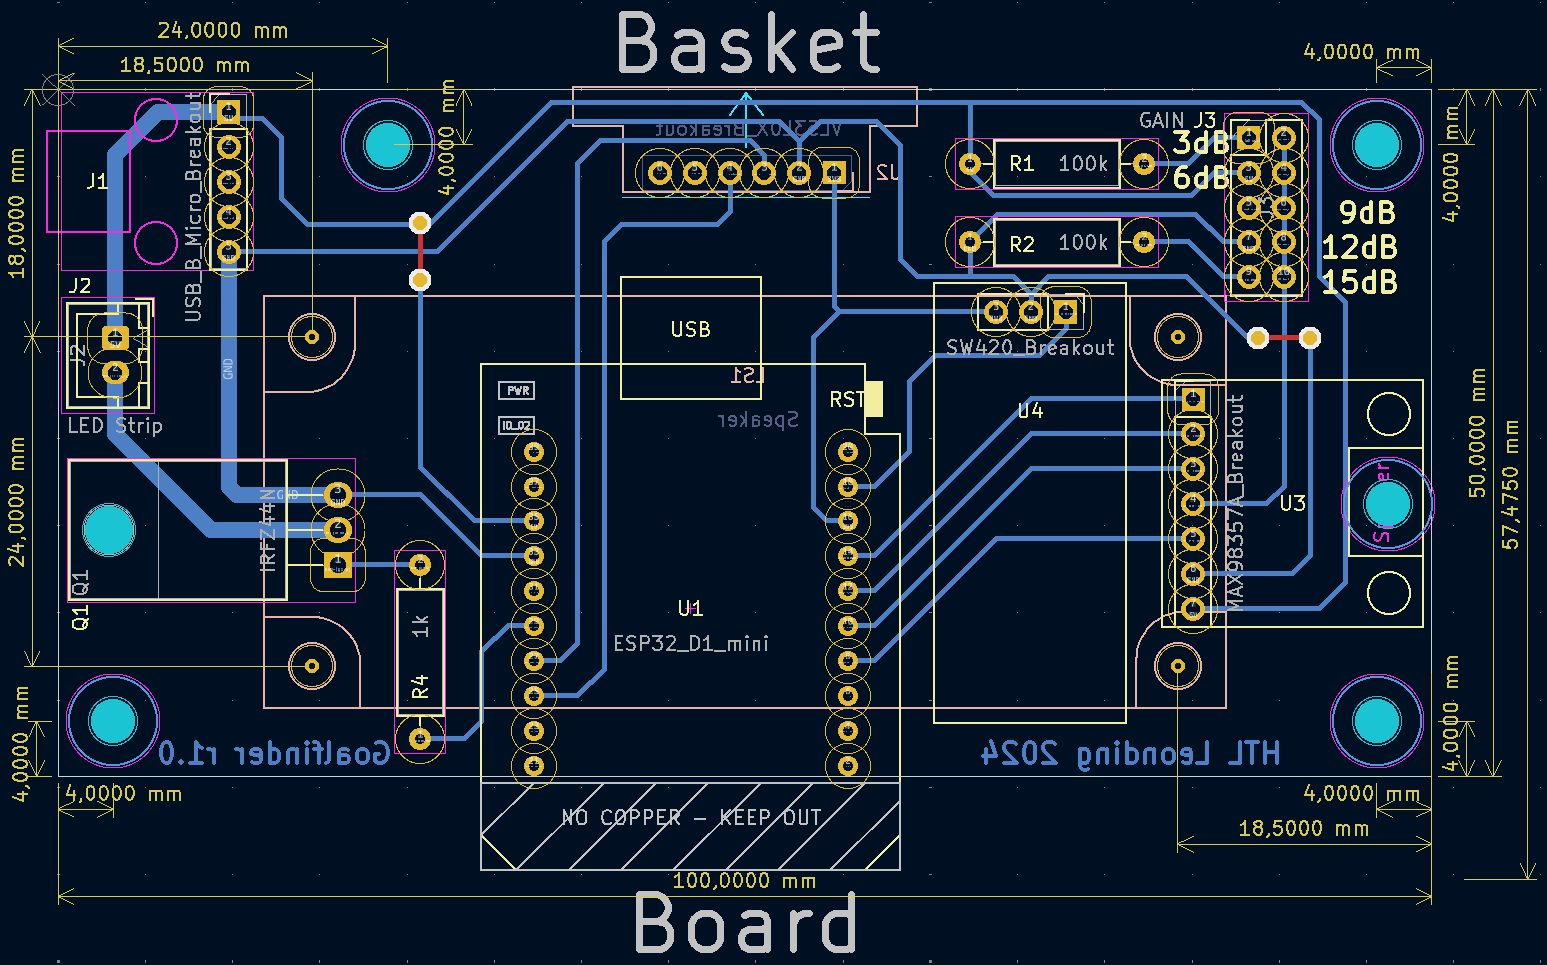 Basket
24,0000 mm
18,5000 mm
4,0000 mm
4,0000 mm
4,0000 mm
4,0000 mm
18,0000 mm
24,0000 mm
USB_B_Micro_Breakout
J1
GND
VL53L0X_Breakout
J2
GAIN J3
3dB
6dB
9dB
12dB
15dB
J3
R1 100k
R2 100k
J2
J2
LED Strip
USB
LS1
Speaker
PWR
IO_02
RST
SW420_Breakout
U4
MAX98357A_Breakout
U3
GND
IRFZ44N
Q1
Q1
1k
R4
U1
ESP32_D1_mini
50,0000 mm
57,4750 mm
Goalfinder r1.0
HTL Leonding 2024
4,0000 mm
4,0000 mm
4,0000 mm
4,0000 mm
18,5000 mm
NO COPPER - KEEP OUT
100,0000 mm
Board